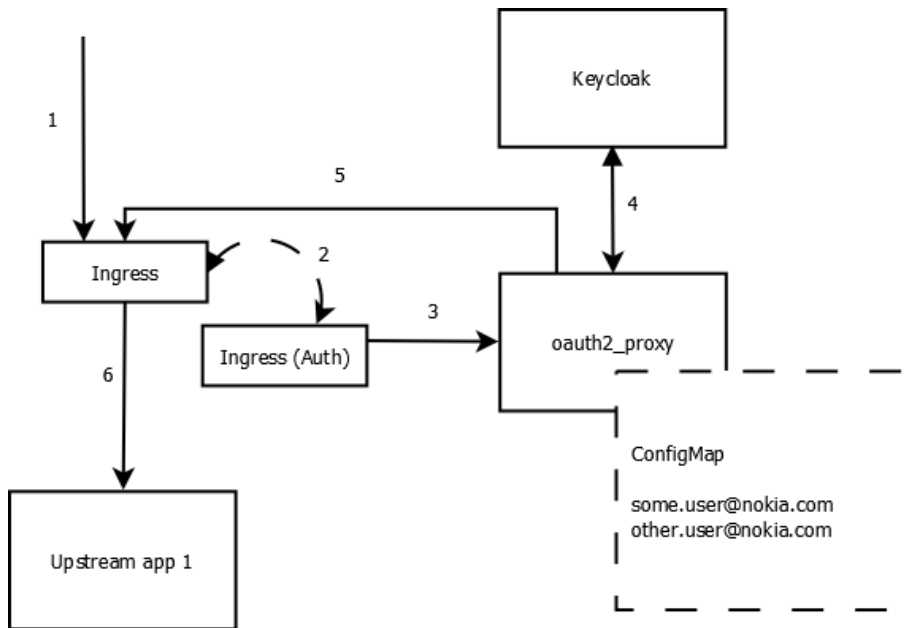 Keycloak
1
5
4
2
Ingress
3
Ingress (Auth)
oauth2_proxy
6
ConfigMap
some.user@nokia.com
other.user@nokia.com
Upstream app 1